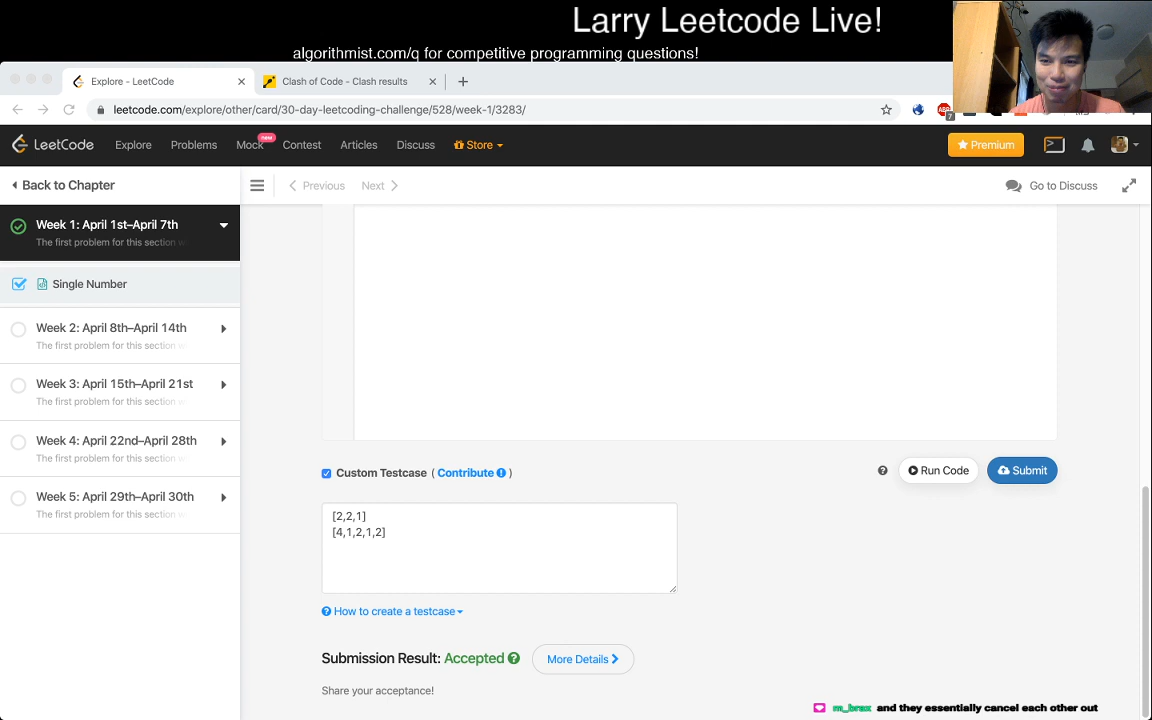 Larry Leetcode Live!
algorithmist.com/q for competitive programming questions!
Explore - LeetCode
Clash of Code - Clash results
leetcode.com/explore/other/card/30-day-leetcoding-challenge/528/week-1/3283/
7
LeetCode Explore Problems Mock new Contest Articles Discuss Store Premium
Back to Chapter
Previous Next
Go to Discuss
Week 1: April 1st–April 7th
The first problem for this section
Single Number
Week 2: April 8th–April 14th
The first problem for this section
Week 3: April 15th–April 21st
The first problem for this section
Week 4: April 22nd–April 28th
The first problem for this section
Week 5: April 29th–April 30th
The first problem for this section
Custom Testcase ( Contribute )
Run Code
Submit
[2,2,1]
[4,1,2,1,2]
How to create a testcase
Submission Result: Accepted
More Details
Share your acceptance!
m_brax and they essentially cancel each other out